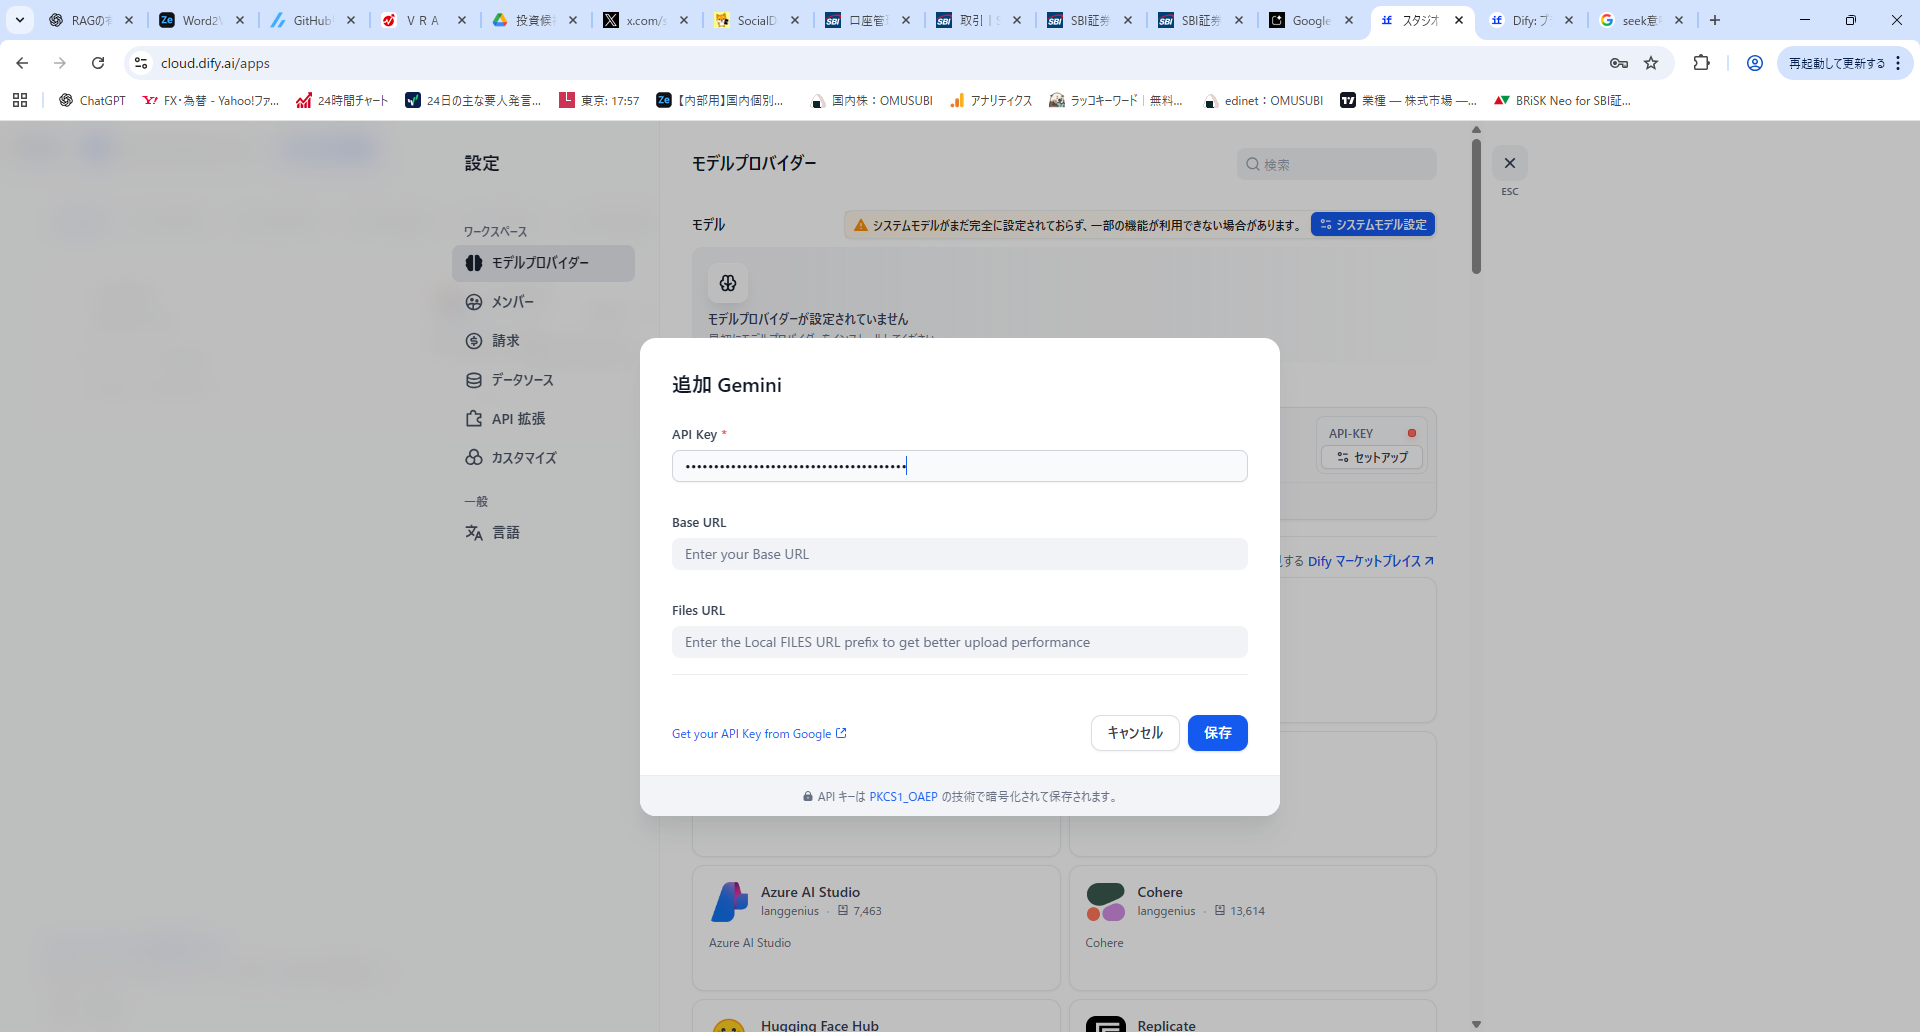 RAGの有
Word2\
GitHub
ＶＲＡ
投資候補
x.com/s
SocialD
口座管理
取引 | S
SBI証券
SBI証券
Google
スタジオ
Dify: プ
seek意味
cloud.dify.ai/apps
再起動して更新する
ChatGPT
FX・為替 - Yahoo!ファ...
24時間チャート
24日の主な要人発言...
東京: 17:57
【内部用】国内個別...
国内株：OMUSUBI
アナリティクス
ラッコキーワード｜無料...
edinet：OMUSUBI
業種 — 株式市場 —...
BRiSK Neo for SBI証...
設定
モデルプロバイダー
検索
ESC
ワークスペース
モデル
システムモデルがまだ完全に設定されておらず、一部の機能が利用できない場合があります。
システムモデル設定
モデルプロバイダー
メンバー
請求
データソース
API 拡張
カスタマイズ
一般
言語
モデルプロバイダーが設定されていません
追加 Gemini
API Key *
••••••••••••••••••••••••••••••••••••••
API-KEY
セットアップ
Base URL
Enter your Base URL
する Dify マーケットプレイス
Files URL
Enter the Local FILES URL prefix to get better upload performance
Get your API Key from Google
キャンセル
保存
API キーは PKCS1_OAEP の技術で暗号化されて保存されます。
Azure AI Studio
langgenius · 7,463
Azure AI Studio
Cohere
langgenius · 13,614
Cohere
Hugging Face Hub
Replicate